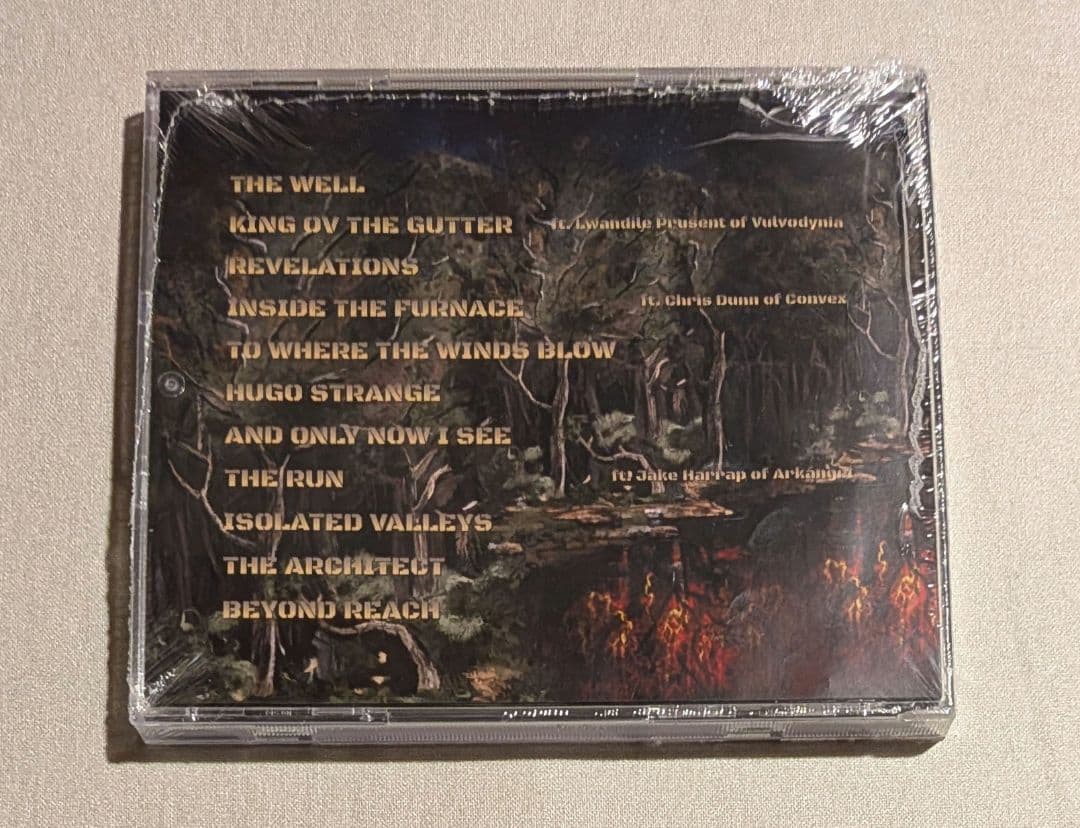 THE WELL
KING OV THE GUTTER ft. Lwandile Prusent of Vulvodynia
REVELATIONS
INSIDE THE FURNACE ft. Chris Dunn of Convex
TO WHERE THE WINDS BLOW
HUGO STRANGE
AND ONLY NOW I SEE
THE RUN ft. Jake Harrap of
ISOLATED VALLEYS
THE ARCHITECT
BEYOND REACH